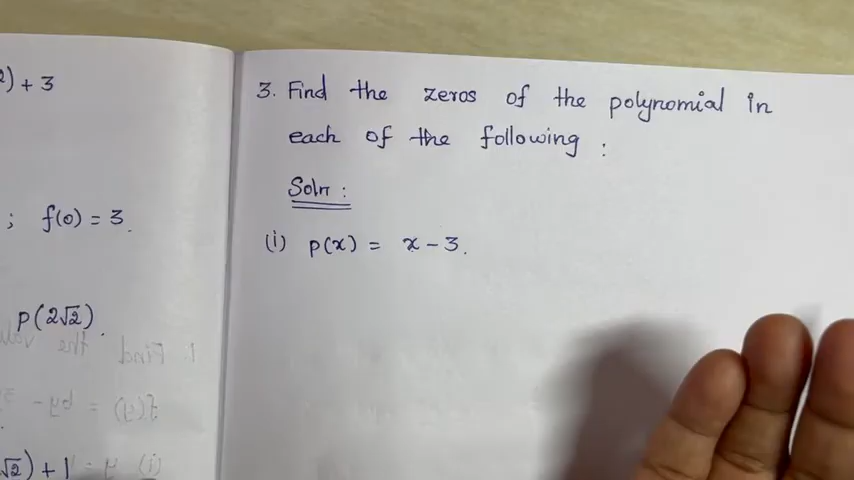 2) + 3
; f(0) = 3.
p(2√2).
√2) + 1
3. Find the zeros of the polynomial in
each of the following :
Soln :
(i) p(x) = x - 3.